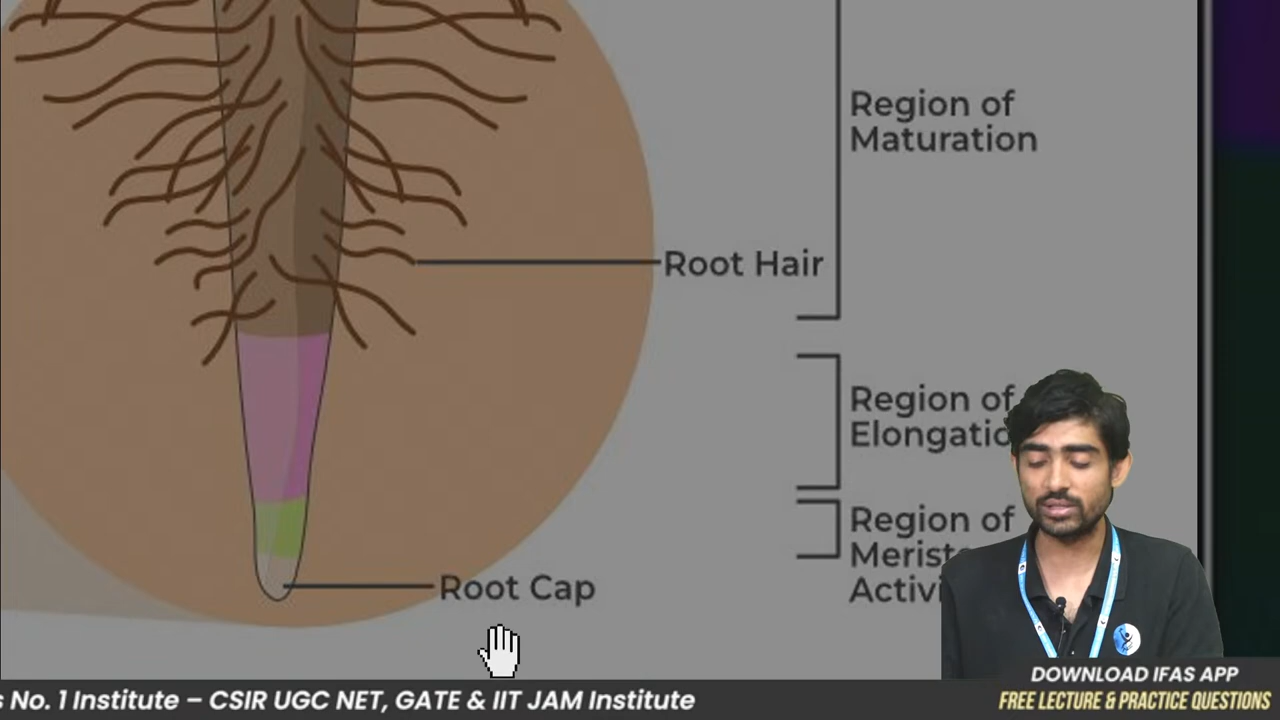 Region of
Maturation
Root Hair
Region of
Region of
Root Cap
DOWNLOAD IFAS APP
No. 1 Institute – CSIR UGC NET, GATE & IIT JAM Institute
FREE LECTURE & PRACTICE QUESTIONS